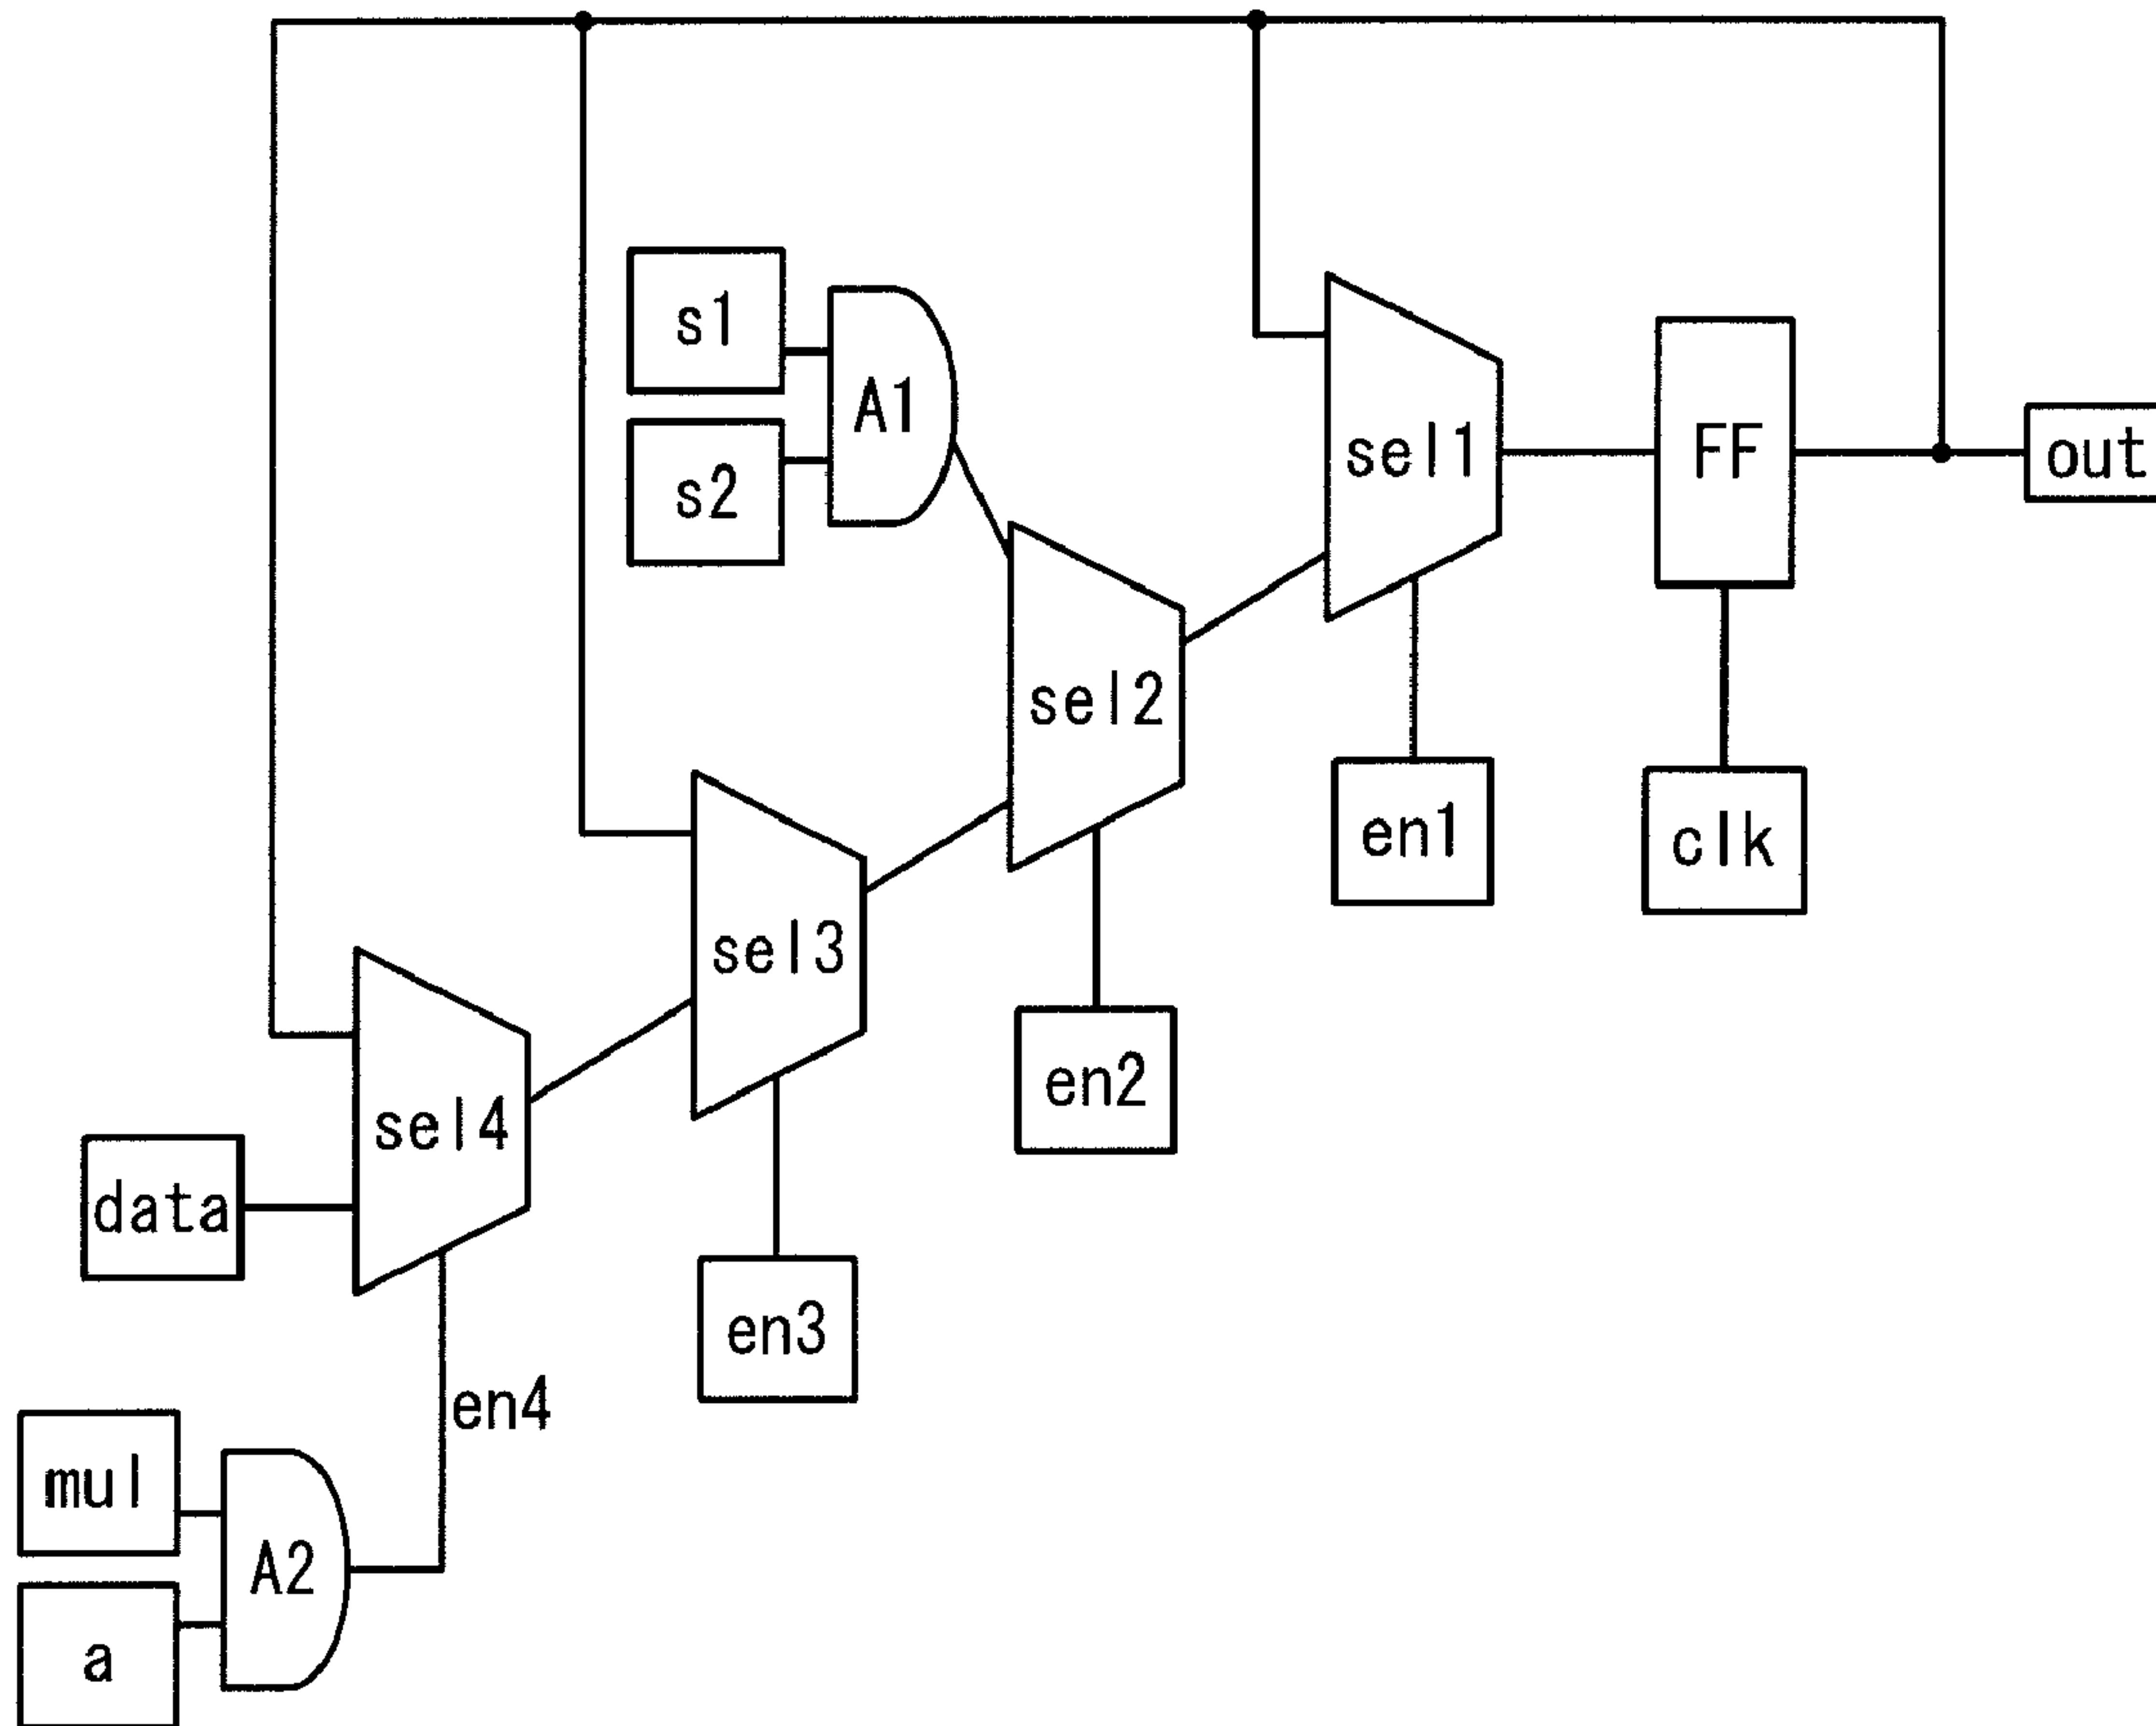 s1
A1
s2
sel1
FF
out
sel2
en1
clk
sel3
en2
sel4
data
en3
en4
mul
A2
a